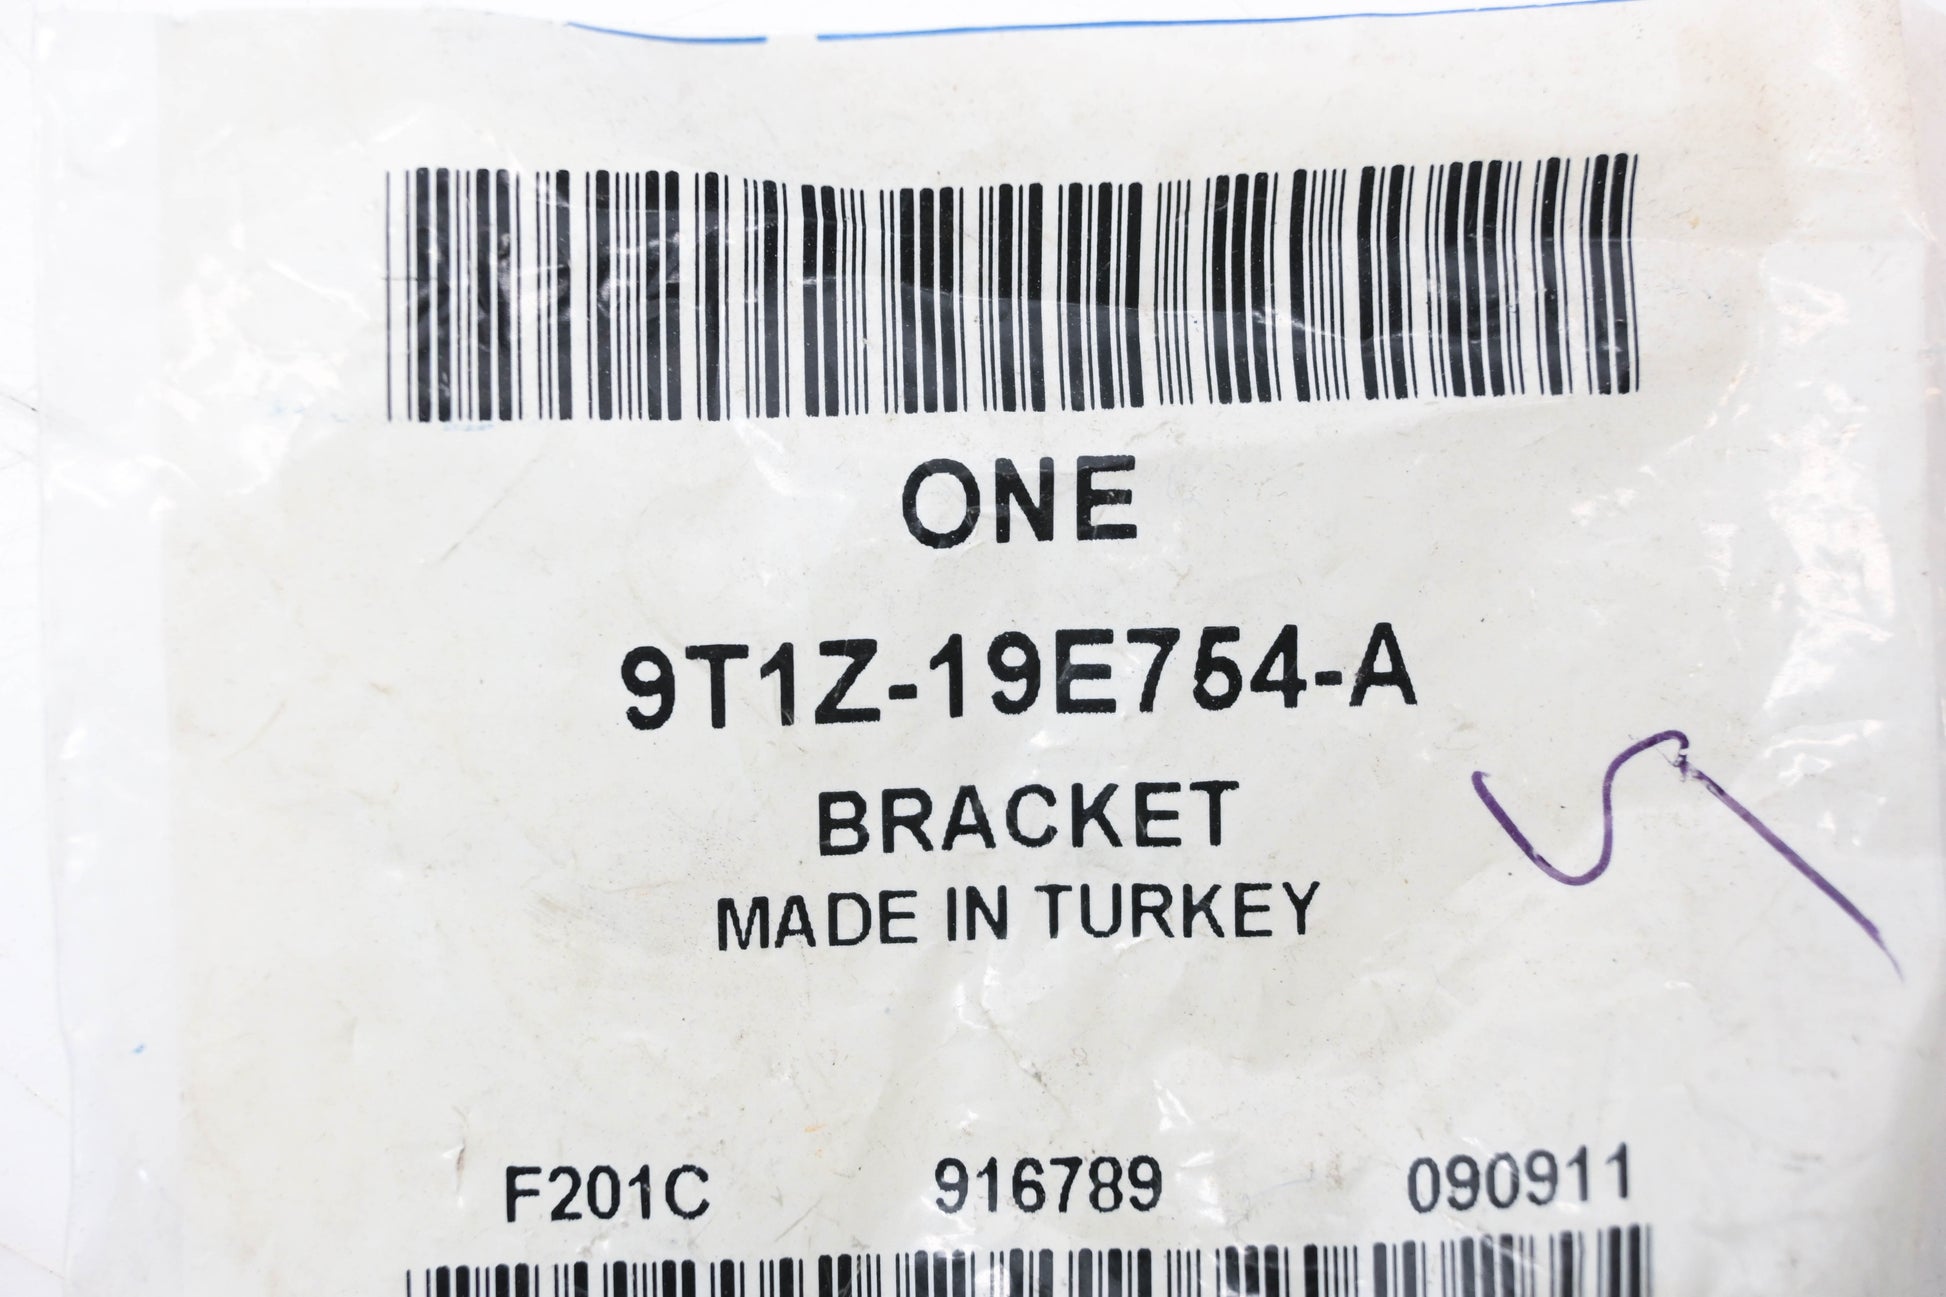 ONE
9T1Z-19E754-A
BRACKET
MADE IN TURKEY
F201C 916789 090911